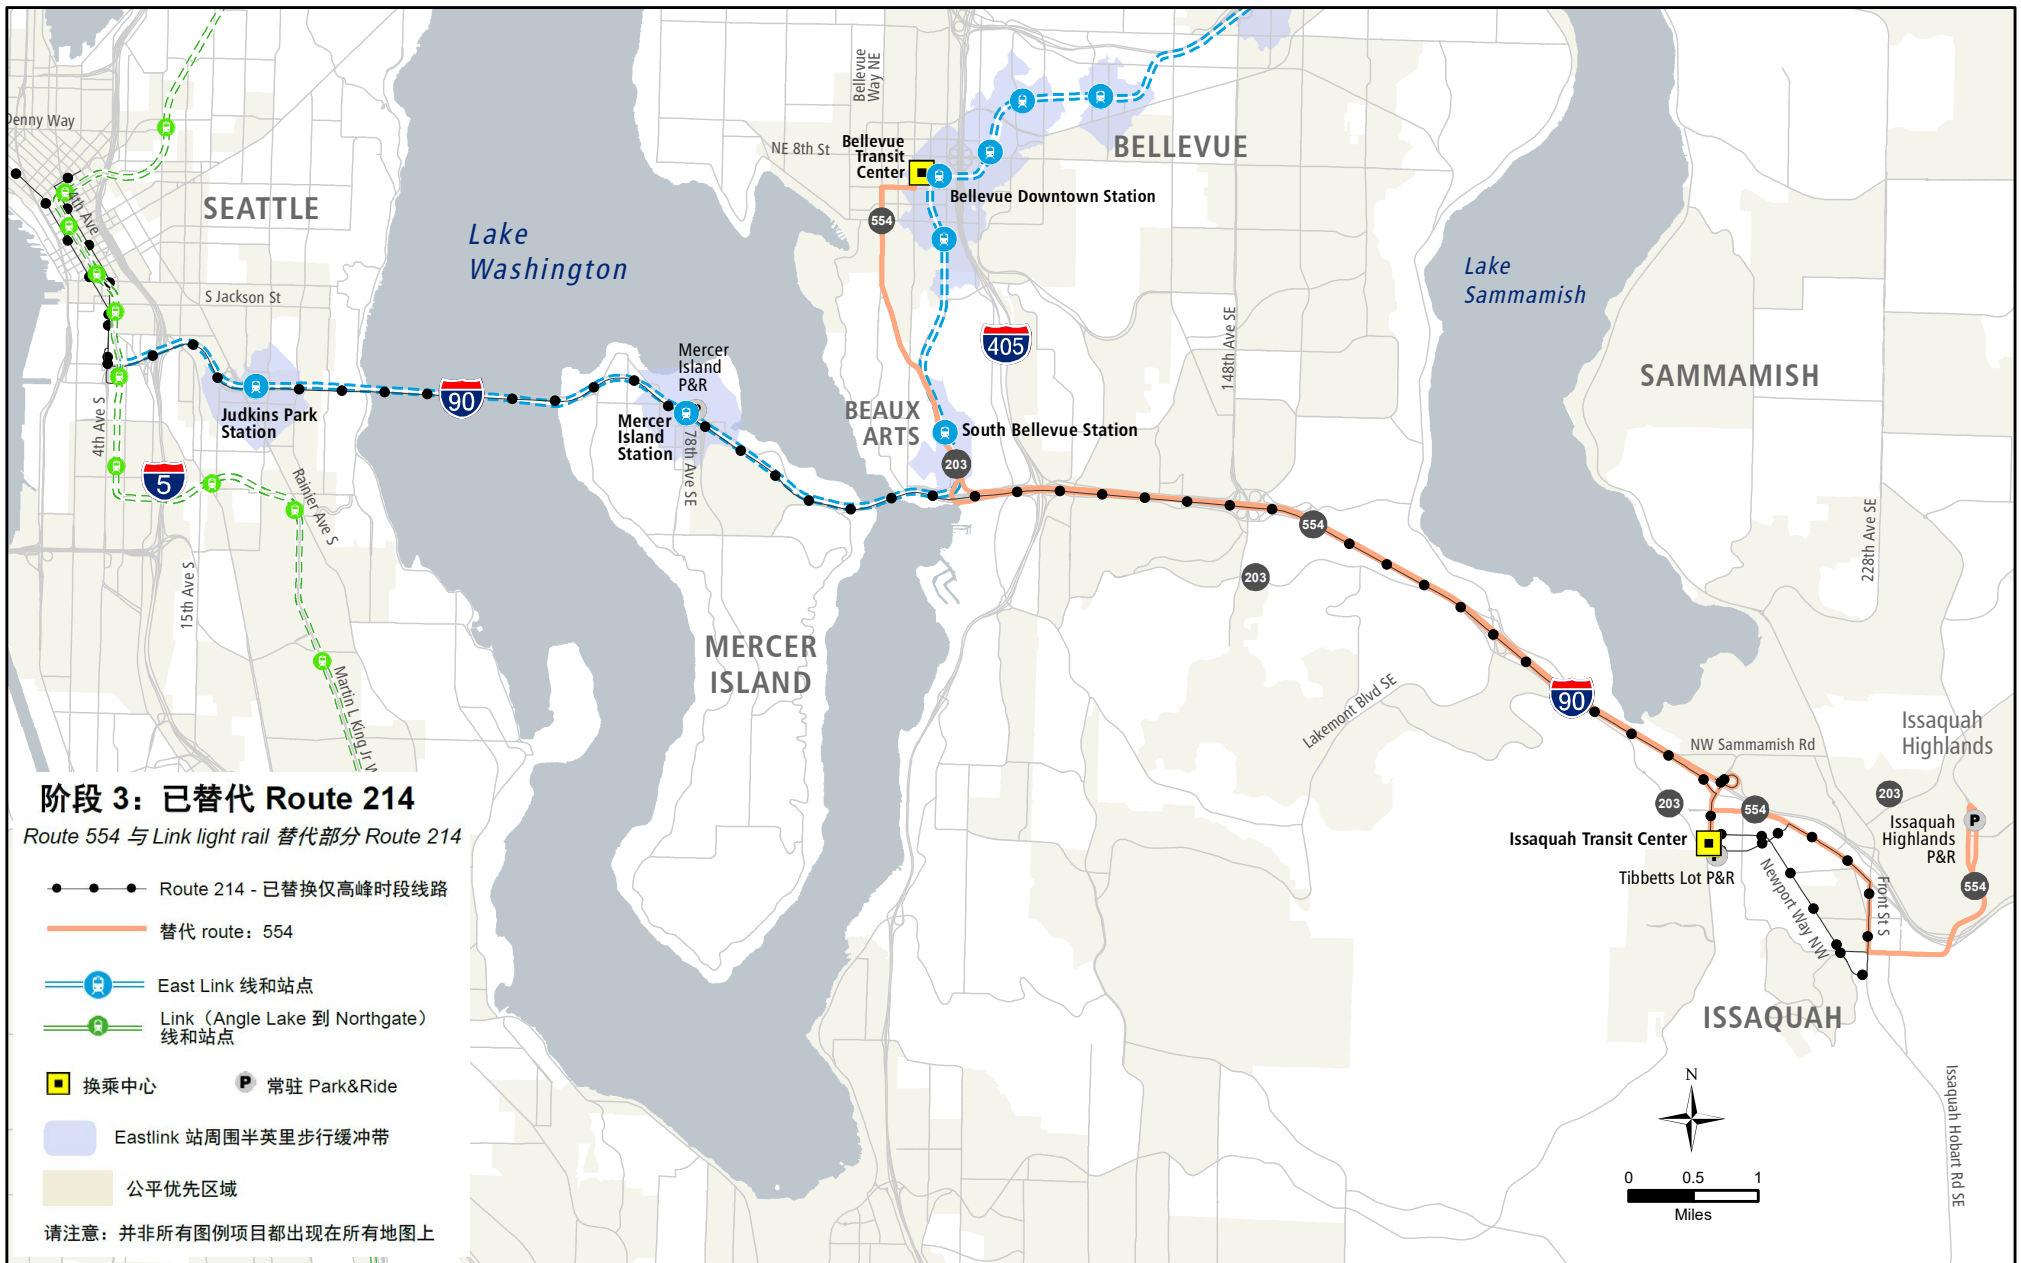 Denny Way
SEATTLE
4th Ave
S Jackson St
Lake
Washington
Bellevue
Way NE
NE 8th St
Bellevue
Transit
Center
BELLEVUE
Bellevue Downtown Station
554
405
148th Ave SE
Lake
Sammamish
SAMMAMISH
228th Ave SE
Judkins Park
Station
90
4th Ave S
5
Rainier Ave S
15th Ave S
Martin L King Jr W
Mercer
Island
P&R
Mercer
Island
Station
78th Ave SE
BEAUX
ARTS
South Bellevue Station
203
554
203
MERCER
ISLAND
Lakemont Blvd SE
90
NW Sammamish Rd
Issaquah
Highlands
203
554
203
Issaquah
Highlands
P&R
P
554
Issaquah Transit Center
Tibbetts Lot P&R
Newport Way NW
Front St S
ISSAQUAH
Issaquah Hobart Rd SE
N
0 0.5 1
Miles
阶段 3：已替代 Route 214
Route 554 与 Link light rail 替代部分 Route 214
Route 214 - 已替换仅高峰时段线路
替代 route：554
East Link 线和站点
Link（Angle Lake 到 Northgate）
线和站点
换乘中心
P 常驻 Park&Ride
Eastlink 站周围半英里步行缓冲带
公平优先区域
请注意：并非所有图例项目都出现在所有地图上